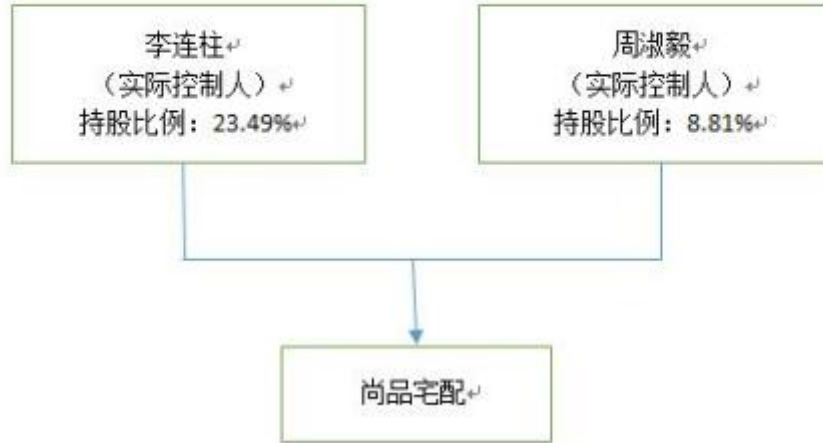 李连柱
（实际控制人）
持股比例：23.49%
周淑毅
（实际控制人）
持股比例：8.81%
尚品宅配